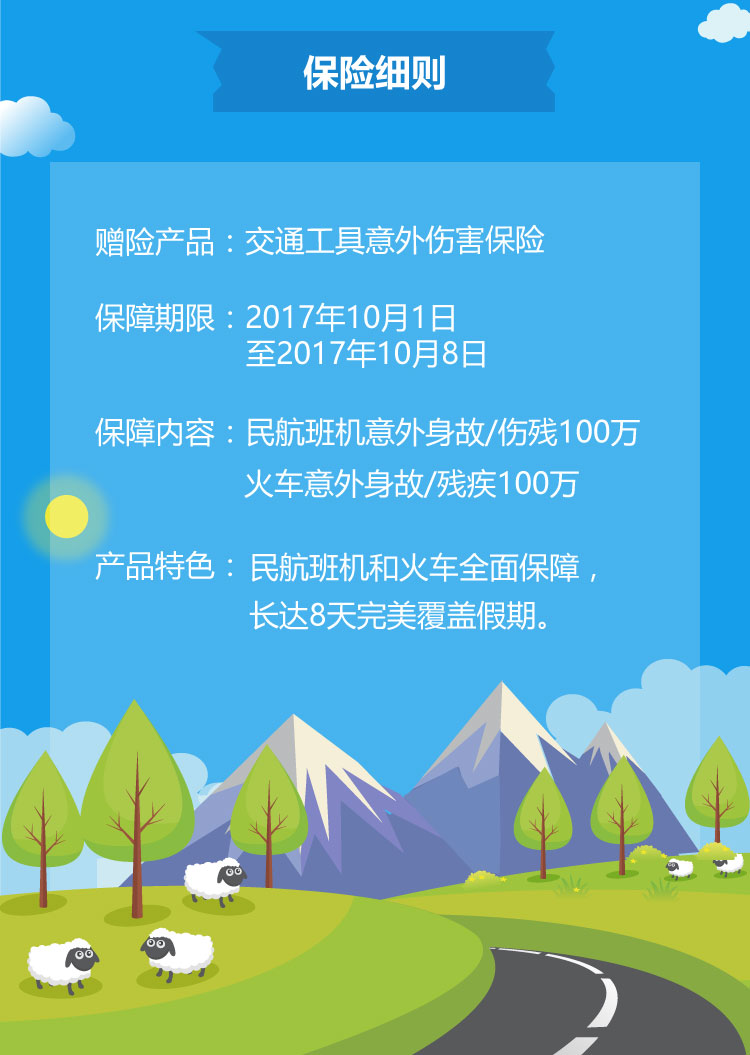 保险细则
赠险产品：交通工具意外伤害保险
保障期限：2017年10月1日
至2017年10月8日
保障内容：民航班机意外身故/伤残100万
火车意外身故/残疾100万
产品特色：民航班机和火车全面保障，
长达8天完美覆盖假期。